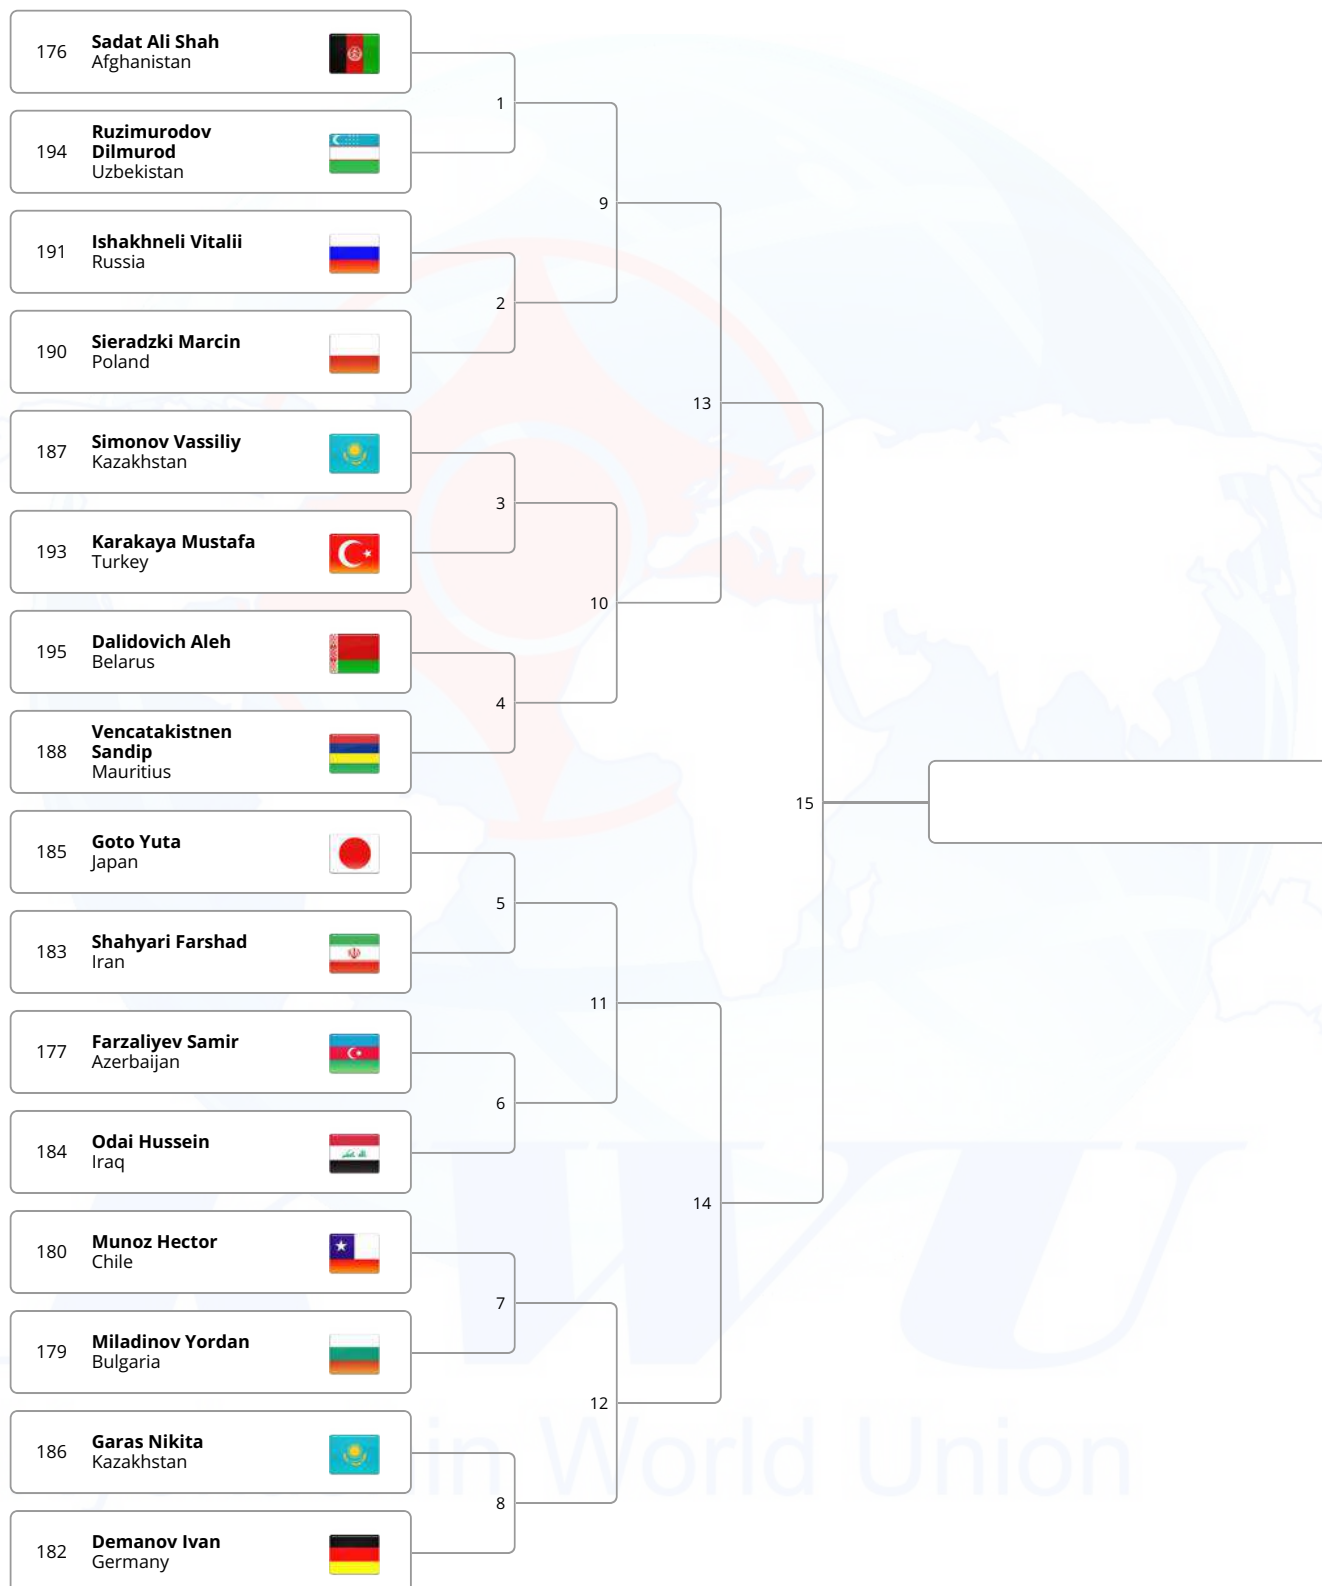 176
Sadat Ali Shah
Afghanistan
1
194
Ruzimurodov
Dilmurod
Uzbekistan
9
191
Ishakhneli Vitalii
Russia
2
190
Sieradzki Marcin
Poland
13
187
Simonov Vassiliy
Kazakhstan
3
193
Karakaya Mustafa
Turkey
10
195
Dalidovich Aleh
Belarus
4
188
Vencatakistnen
Sandip
Mauritius
15
185
Goto Yuta
Japan
5
183
Shahyari Farshad
Iran
11
177
Farzaliyev Samir
Azerbaijan
6
184
Odai Hussein
Iraq
14
180
Munoz Hector
Chile
7
179
Miladinov Yordan
Bulgaria
12
186
Garas Nikita
Kazakhstan
8
182
Demanov Ivan
Germany
WU
in World Union